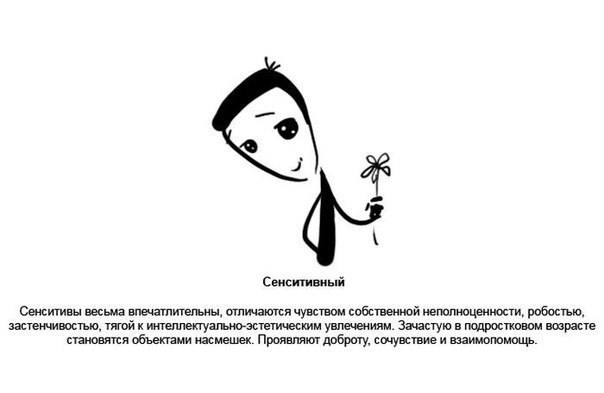 Сенситивный
Сенситивы весьма впечатлительны, отличаются чувством собственной неполноценности, робостью,
застенчивостью, тягой к интеллектуально-эстетическим увлечениям. Зачастую в подростковом возрасте
становятся объектами насмешек. Проявляют доброту, сочувствие и взаимопомощь.